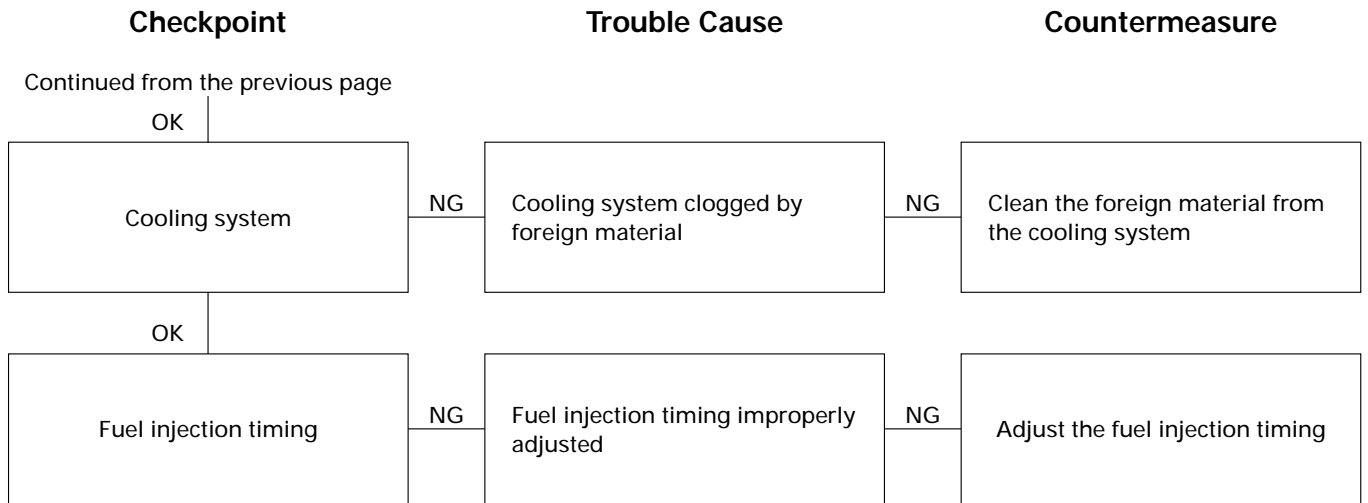 Checkpoint Trouble Cause Countermeasure
Continued from the previous page
OK
Cooling system
NG
Cooling system clogged by
foreign material
NG
Clean the foreign material from
the cooling system
OK
Fuel injection timing
NG
Fuel injection timing improperly
adjusted
NG
Adjust the fuel injection timing